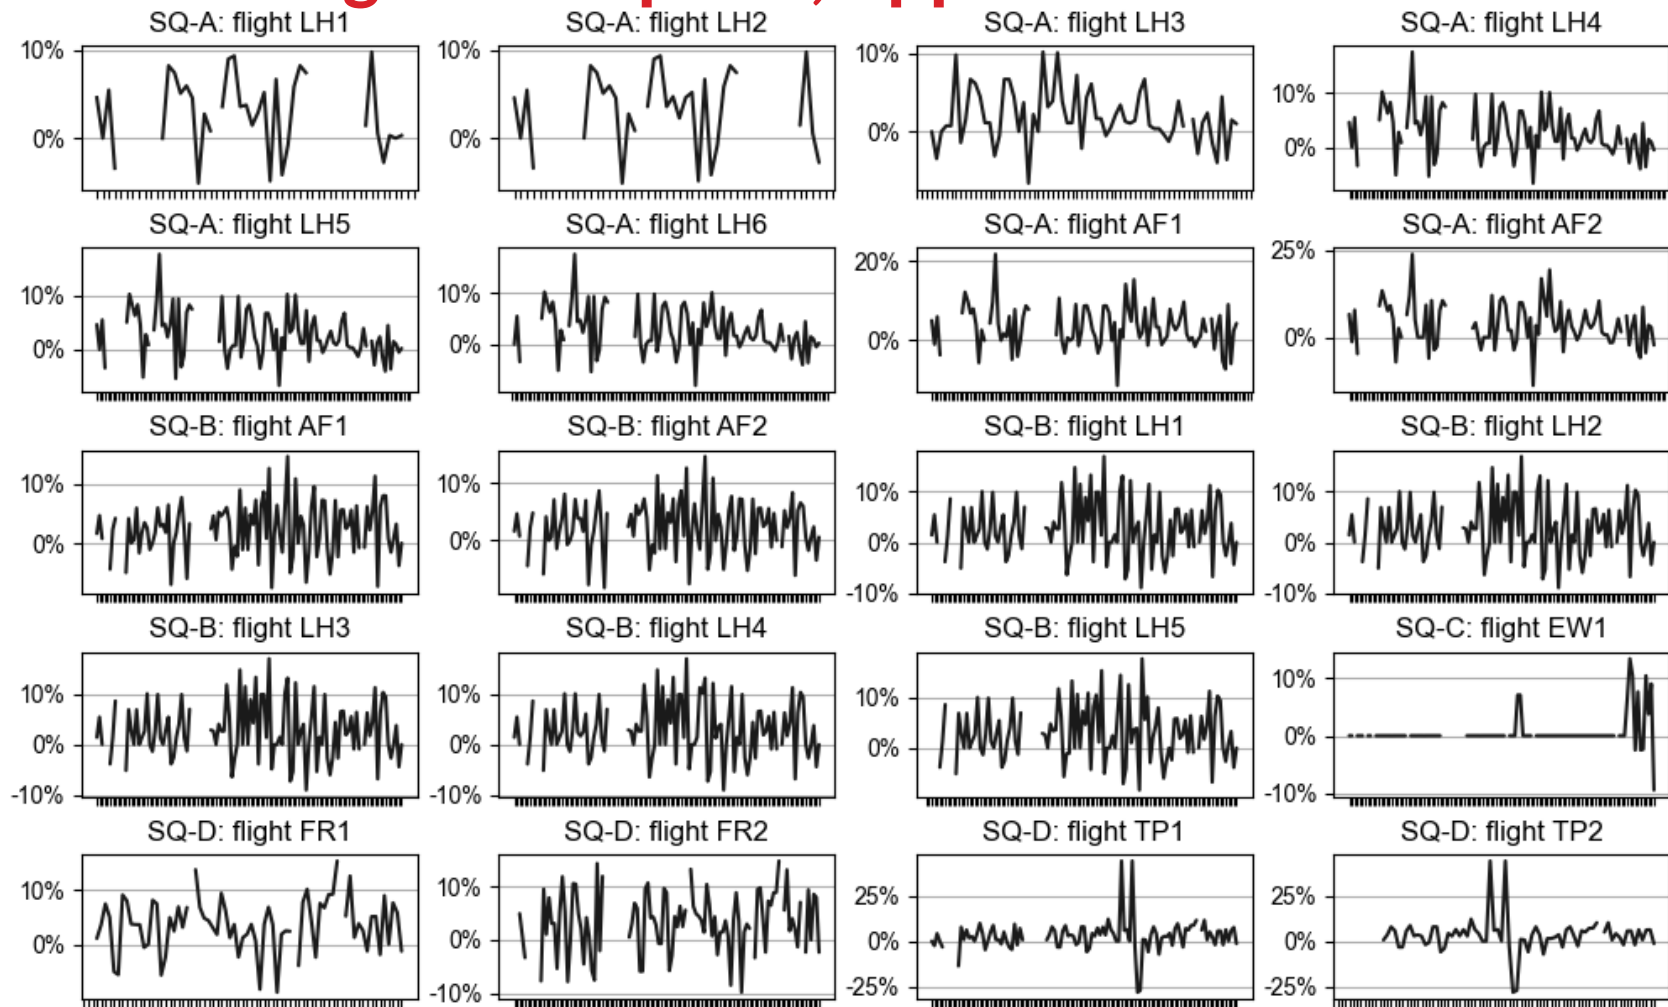 SQ-A: flight LH1 SQ-A: flight LH2 SQ-A: flight LH3 SQ-A: flight LH4
10% 0% 10% 0% 10% 0% 10% 0%
SQ-A: flight LH5 SQ-A: flight LH6 SQ-A: flight AF1 SQ-A: flight AF2
10% 0% 10% 0% 20% 0% 25% 0%
SQ-B: flight AF1 SQ-B: flight AF2 SQ-B: flight LH1 SQ-B: flight LH2
10% 0% 10% 0% 10% 0% -10% 10% 0% -10%
SQ-B: flight LH3 SQ-B: flight LH4 SQ-B: flight LH5 SQ-C: flight EW1
10% 0% -10% 10% 0% -10% 10% 0% 10% 0% -10%
SQ-D: flight FR1 SQ-D: flight FR2 SQ-D: flight TP1 SQ-D: flight TP2
10% 0% 10% 0% -10% 25% 0% -25% 25% 0% -25%